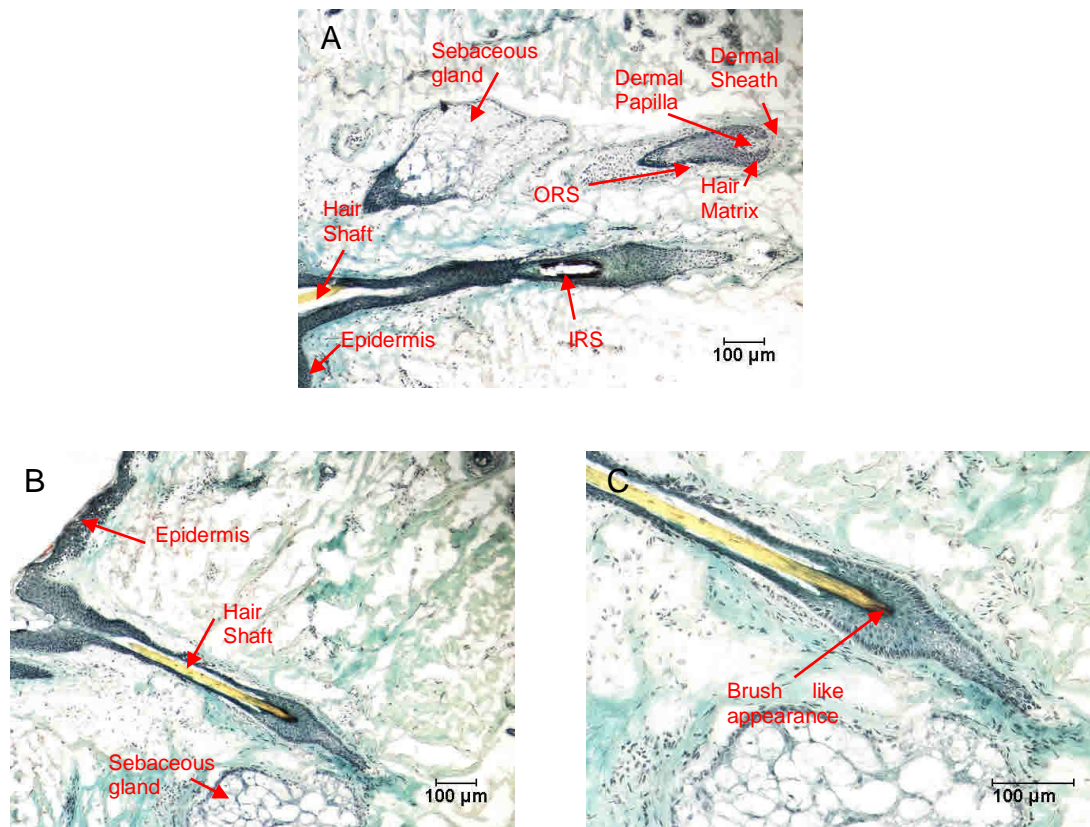 A
Sebaceous
gland
Dermal
Sheath
Dermal
Papilla
ORS
Hair
Matrix
Hair
Shaft
Epidermis
IRS
100 µm
B
Epidermis
Hair
Shaft
Sebaceous
gland
100 µm
C
Brush like
appearance
100 µm